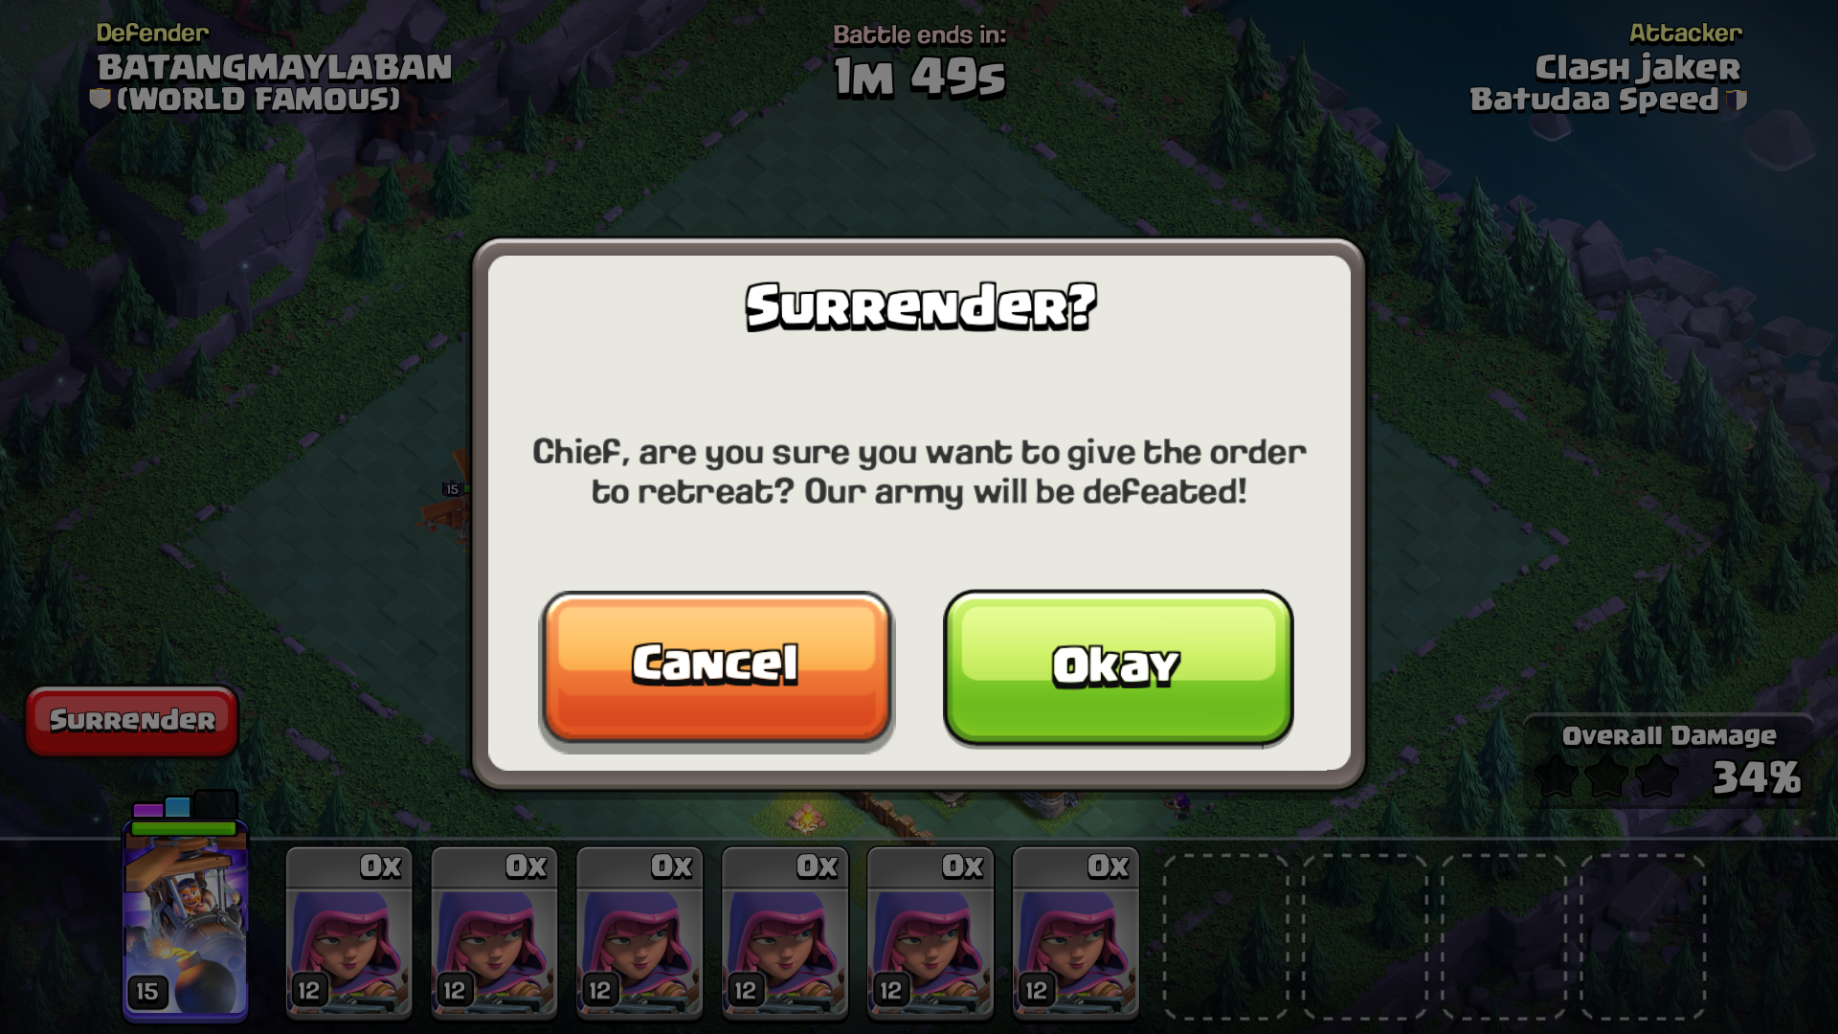 Defender
BATANGMAYLABAN
(WORLD FAMOUS)
Battle ends in:
1M 49s
Attacker
Clash jaker
Batudaa Speed
15
Surrender?
Chief, are you sure you want to give the order
to retreat? Our army will be defeated!
Cancel
Okay
Surrender
Overall Damage
34%
0x
0x
0x
0x
0x
0x
15
12
12
12
12
12
12